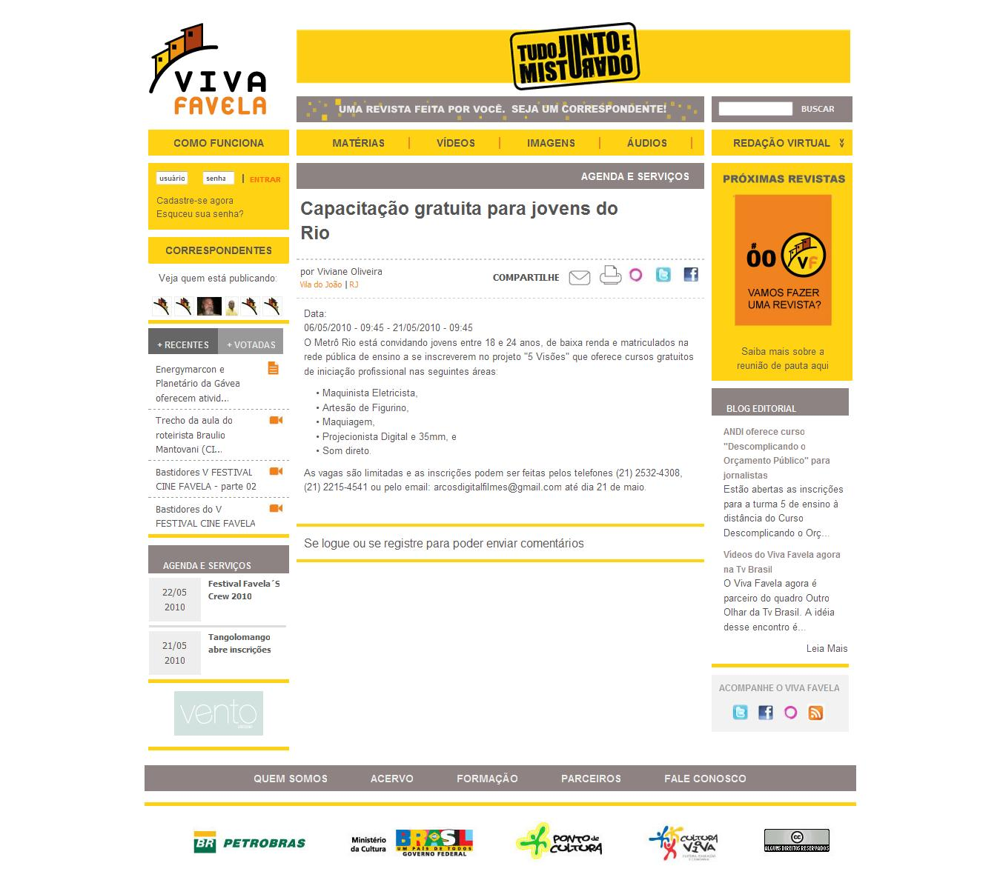 VIVA
FAVELA
TUDO JUNTO E
MISTURADO
UMA REVISTA FEITA POR VOCÊ. SEJA UM CORRESPONDENTE!
BUSCAR
COMO FUNCIONA
MATÉRIAS | VÍDEOS | IMAGENS | ÁUDIOS |
REDAÇÃO VIRTUAL
usuário senha | ENTRAR
Cadastre-se agora
Esquceu sua senha?
CORRESPONDENTES
Veja quem está publicando:
+ RECENTES + VOTADAS
Energymarcon e
Planetário da Gávea
oferecem ativid...
Trecho da aula do
roteirista Braulio
Mantovani (CI...
Bastidores V FESTIVAL
CINE FAVELA - parte 02
Bastidores do V
FESTIVAL CINE FAVELA
AGENDA E SERVIÇOS
22/05
2010
Festival Favela´S
Crew 2010
21/05
2010
Tangolomango
abre inscrições
vento
AGENDA E SERVIÇOS
Capacitação gratuita para jovens do
Rio
por Viviane Oliveira
Vila do João | RJ
COMPARTILHE
Data:
06/05/2010 - 09:45 - 21/05/2010 - 09:45
O Metrô Rio está convidando jovens entre 18 e 24 anos, de baixa renda e matriculados na
rede pública de ensino a se inscreverem no projeto "5 Visões" que oferece cursos gratuitos
de iniciação profissional nas seguintes áreas:
• Maquinista Eletricista,
• Artesão de Figurino,
• Maquiagem,
• Projecionista Digital e 35mm, e
• Som direto.
As vagas são limitadas e as inscrições podem ser feitas pelos telefones (21) 2532-4308,
(21) 2215-4541 ou pelo email: arcosdigitalfilmes@gmail.com até dia 21 de maio.
Se logue ou se registre para poder enviar comentários
PRÓXIMAS REVISTAS
#00 VF
VAMOS FAZER
UMA REVISTA?
Saiba mais sobre a
reunião de pauta aqui
BLOG EDITORIAL
ANDI oferece curso
"Descomplicando o
Orçamento Público" para
jornalistas
Estão abertas as inscrições
para a turma 5 de ensino à
distância do Curso
Descomplicando o Orç...
Vídeos do Viva Favela agora
na Tv Brasil
O Viva Favela agora é
parceiro do quadro Outro
Olhar da Tv Brasil. A idéia
desse encontro é...
Leia Mais
ACOMPANHE O VIVA FAVELA
QUEM SOMOS ACERVO FORMAÇÃO PARCEIROS FALE CONOSCO
BR PETROBRAS
Ministério
da Cultura
BRASIL
UM PAÍS DE TODOS
GOVERNO FEDERAL
PONTO de
CULTURA
CULTURA
VIVA
cc
ALGUNS DIREITOS RESERVADOS